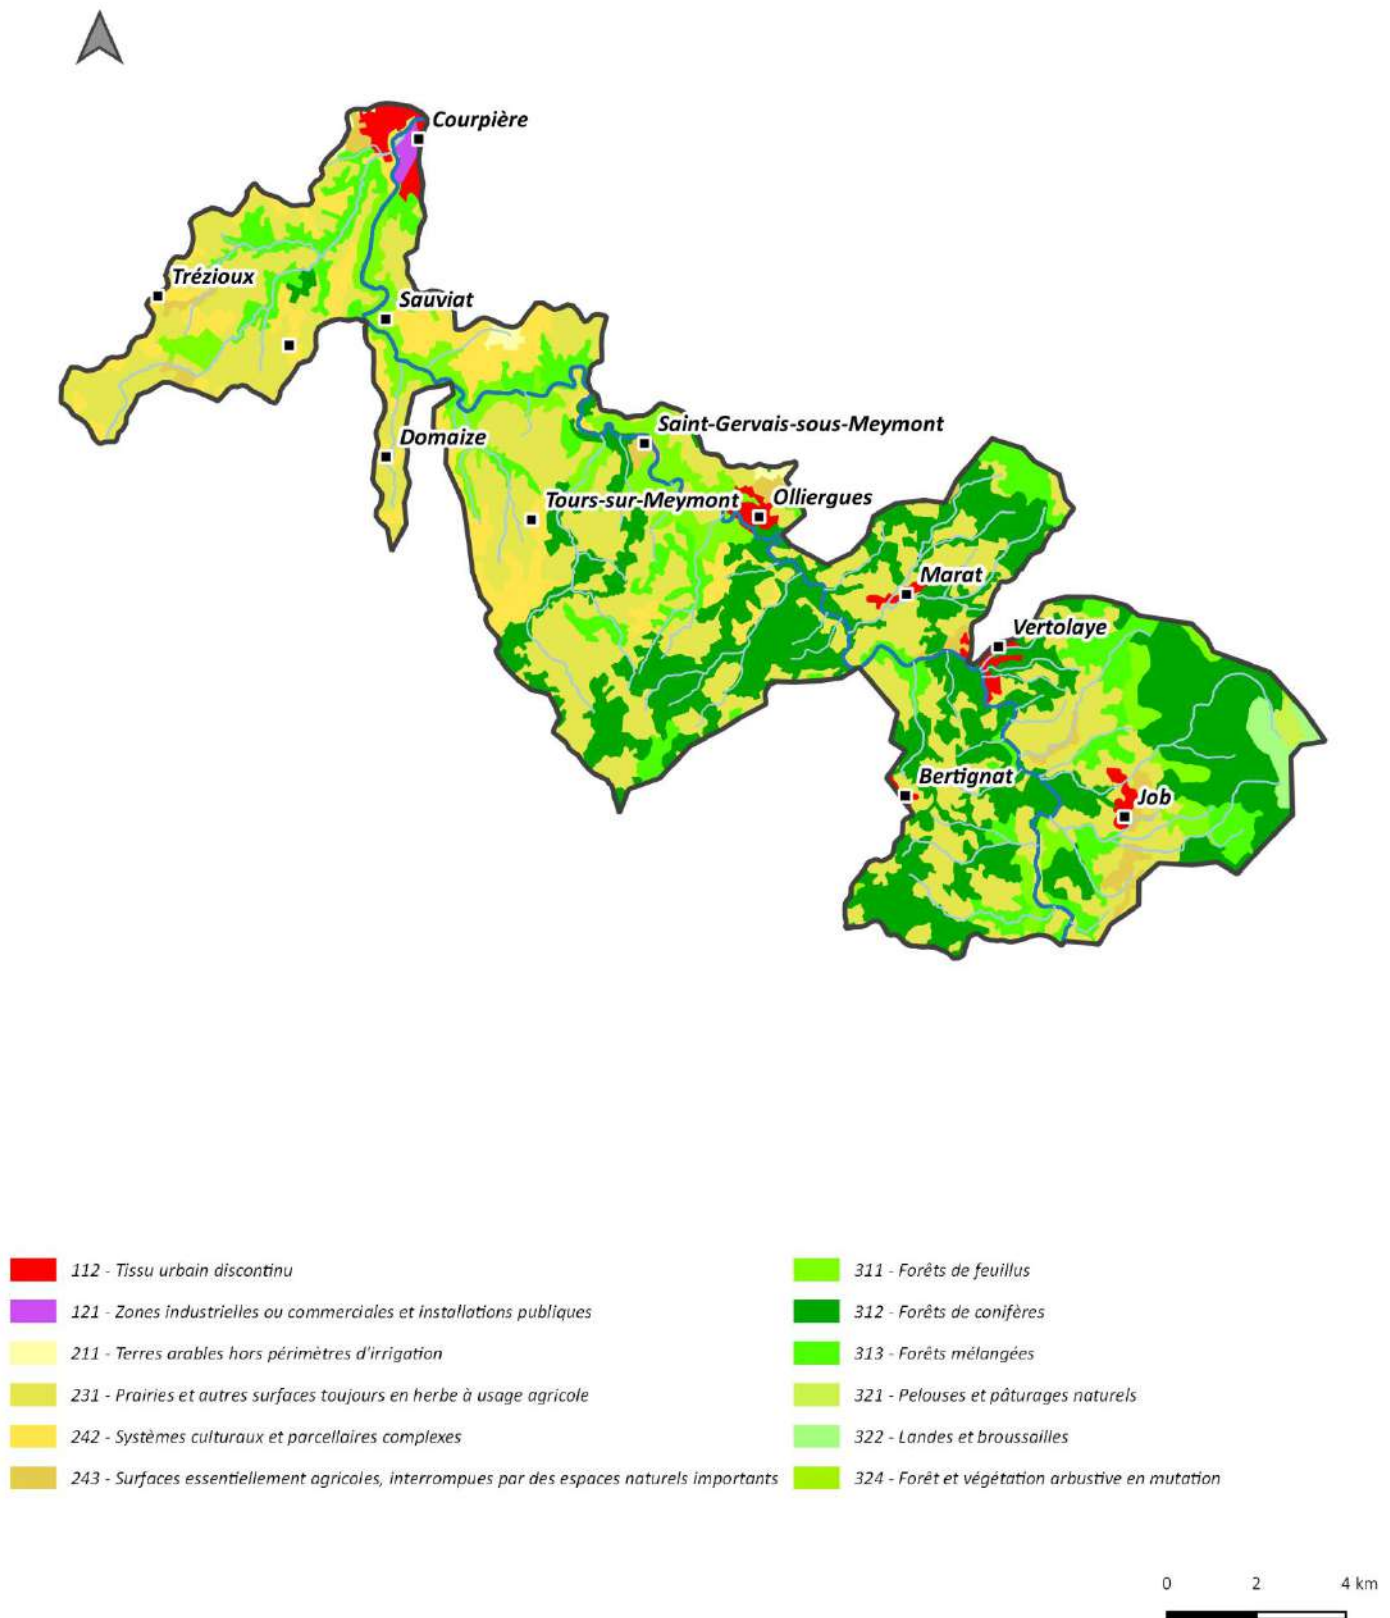 Courpière
Trézioux
Sauviat
Domaize
Saint-Gervais-sous-Meymont
Tours-sur-Meymont
Olliergues
Marat
Vertolaye
Bertignat
Job
112 - Tissu urbain discontinu
121 - Zones industrielles ou commerciales et installations publiques
211 - Terres arables hors périmètres d'irrigation
231 - Prairies et autres surfaces toujours en herbe à usage agricole
242 - Systèmes culturaux et parcellaires complexes
243 - Surfaces essentiellement agricoles, interrompues par des espaces naturels importants
311 - Forêts de feuillus
312 - Forêts de conifères
313 - Forêts mélangées
321 - Pelouses et pâturages naturels
322 - Landes et broussailles
324 - Forêt et végétation arbustive en mutation
0 2 4 km